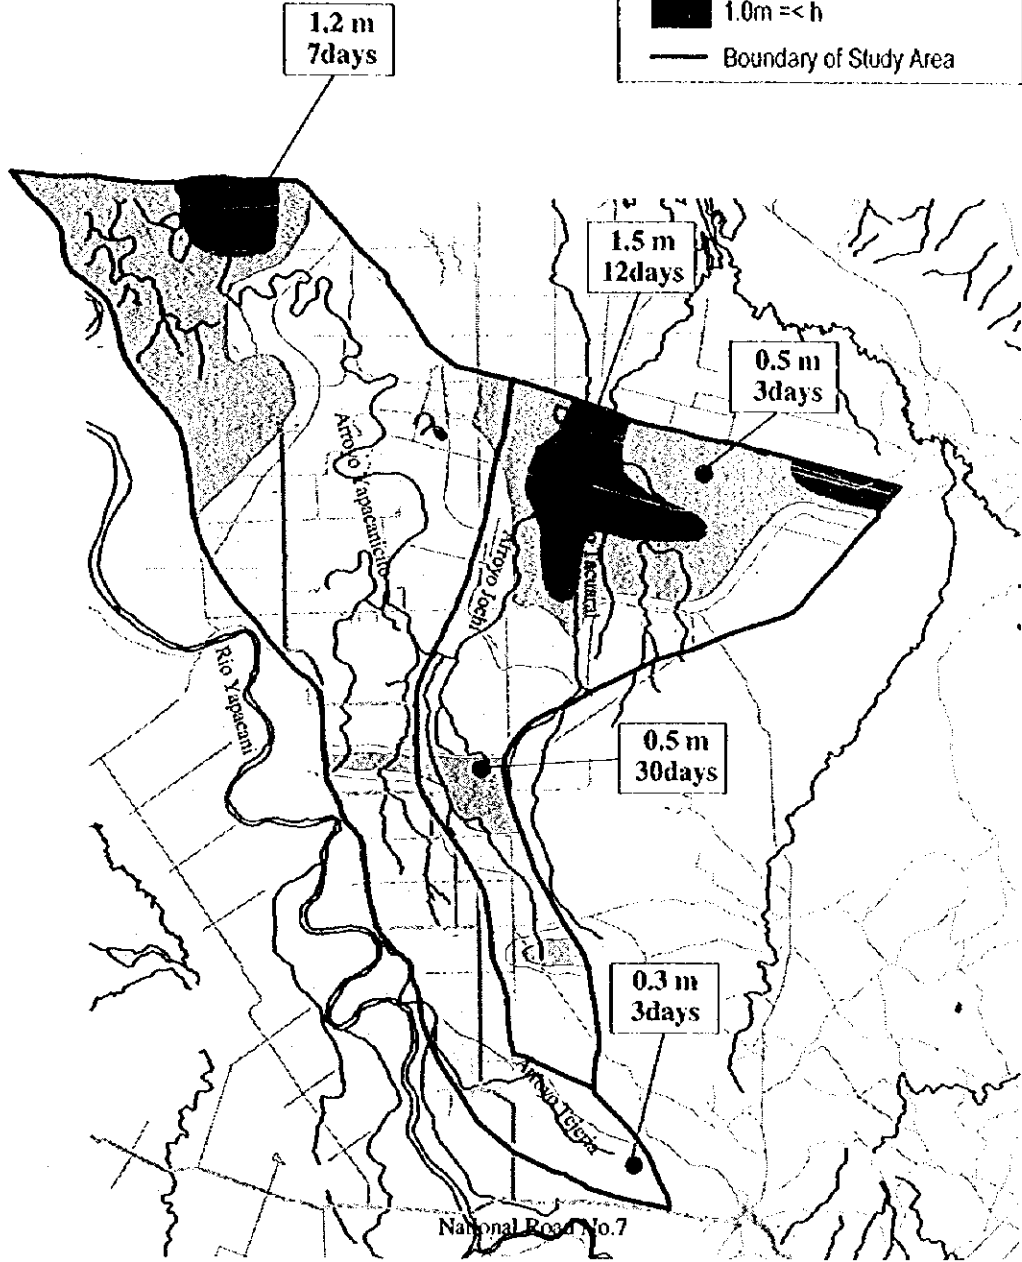 1.0m =< h
Boundary of Study Area
1.2 m
7days
1.5 m
12days
0.5 m
3days
Arroyo Yapacanicito
Arroyo Jochi
Rio Yapacani
0.5 m
30days
0.3 m
3days
Arroyo Tejeria
National Road No.7